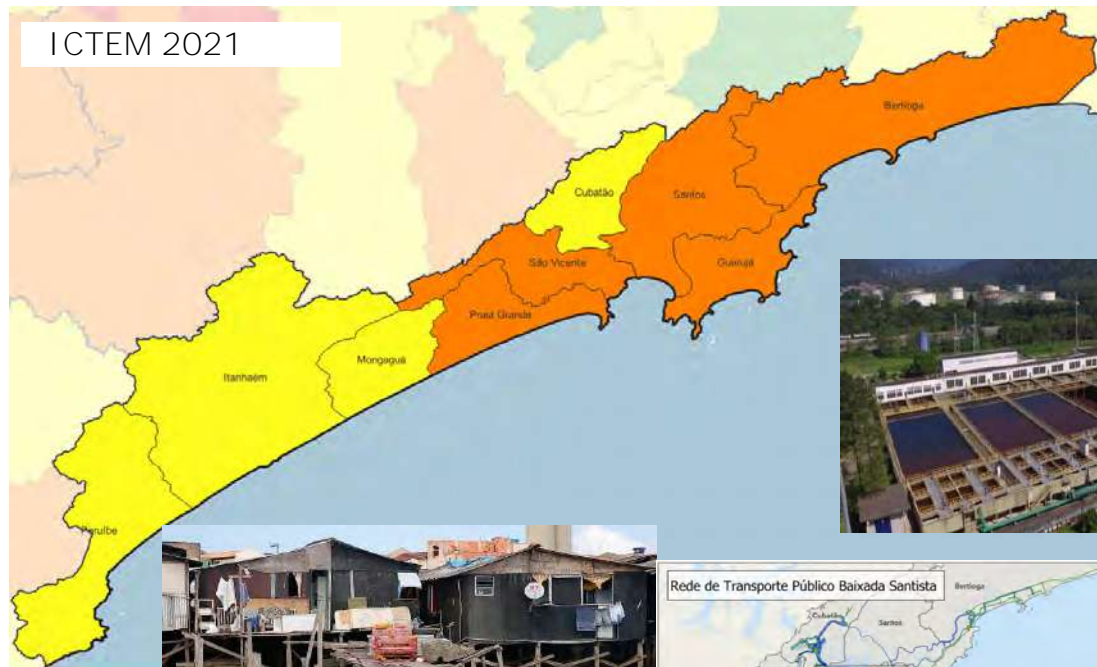 ICTEM 2021
Bertioga
Cubatão
Santos
São Vicente
Guarujá
Praia Grande
Mongaguá
Itanhaém
Peruíbe
Rede de Transporte Público Baixada Santista
Bertioga
Cubatão
Santos